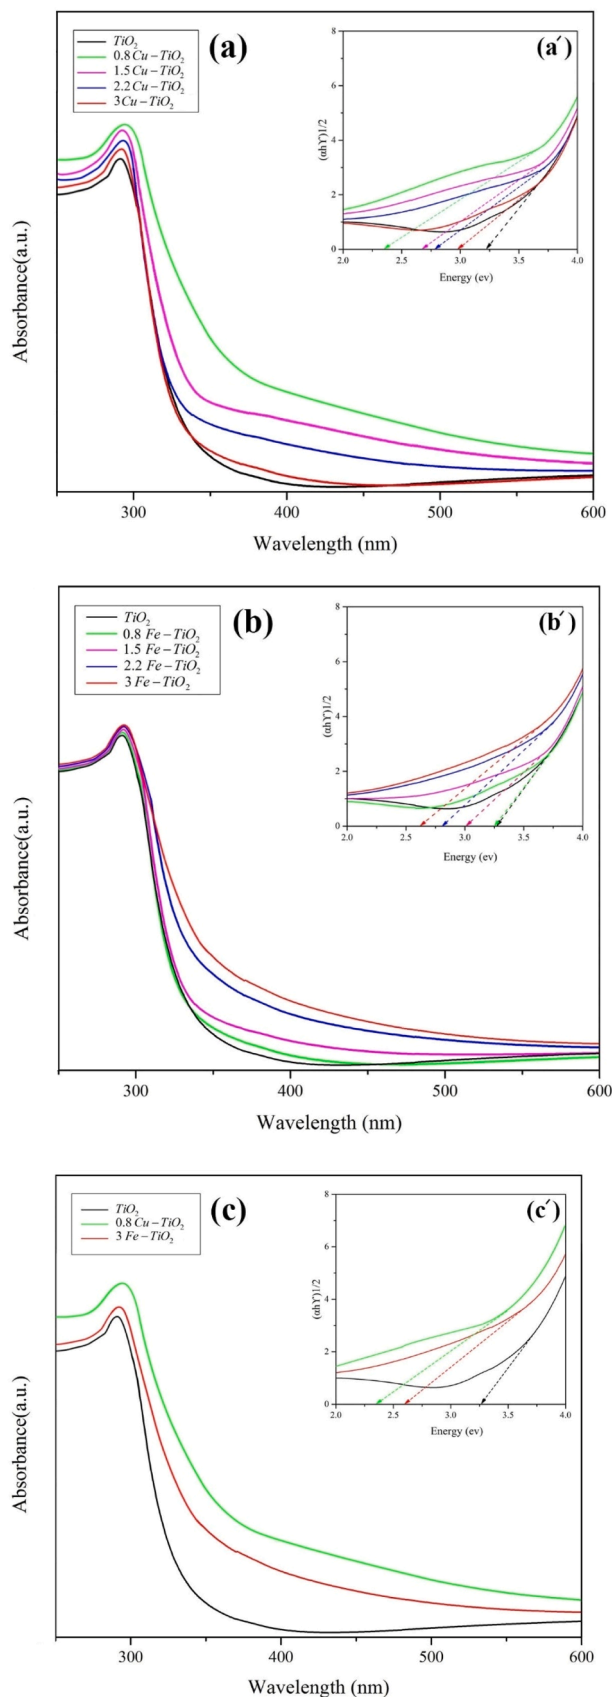 TiO₂
0.8 Cu−TiO₂
1.5 Cu−TiO₂
2.2 Cu−TiO₂
3 Cu−TiO₂
(a)
(a´)
(αhϒ)1/2
8
6
4
2
0
2.0 2.5 3.0 3.5 4.0
Energy (ev)
Absorbance(a.u.)
300 400 500 600
Wavelength (nm)
TiO₂
0.8 Fe−TiO₂
1.5 Fe−TiO₂
2.2 Fe−TiO₂
3 Fe−TiO₂
(b)
(b´)
(αhϒ)1/2
8
6
4
2
0
2.0 2.5 3.0 3.5 4.0
Energy (ev)
Absorbance(a.u.)
300 400 500 600
Wavelength (nm)
TiO₂
0.8 Cu−TiO₂
3 Fe−TiO₂
(c)
(c´)
(αhϒ)1/2
8
6
4
2
0
2.0 2.5 3.0 3.5 4.0
Energy (ev)
Absorbance(a.u.)
300 400 500 600
Wavelength (nm)